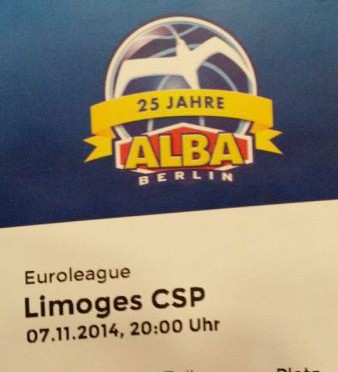 25 JAHRE
ALBA
BERLIN
Euroleague
Limoges CSP
07.11.2014, 20:00 Uhr